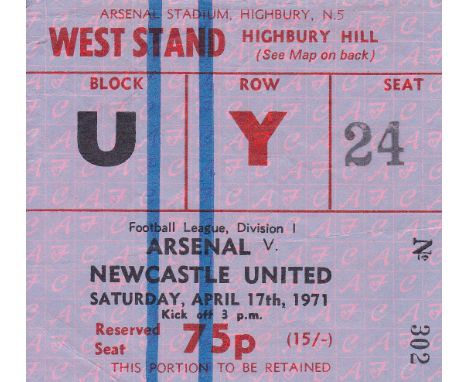 ARSENAL STADIUM, HIGHBURY, N.5
WEST STAND HIGHBURY HILL
(See Map on back)
BLOCK ROW SEAT
U Y 24
Football League, Division I
ARSENAL V.
NEWCASTLE UNITED
SATURDAY, APRIL 17th, 1971
Kick off 3 p.m.
Reserved Seat 75p (15/-)
THIS PORTION TO BE RETAINED
No 302